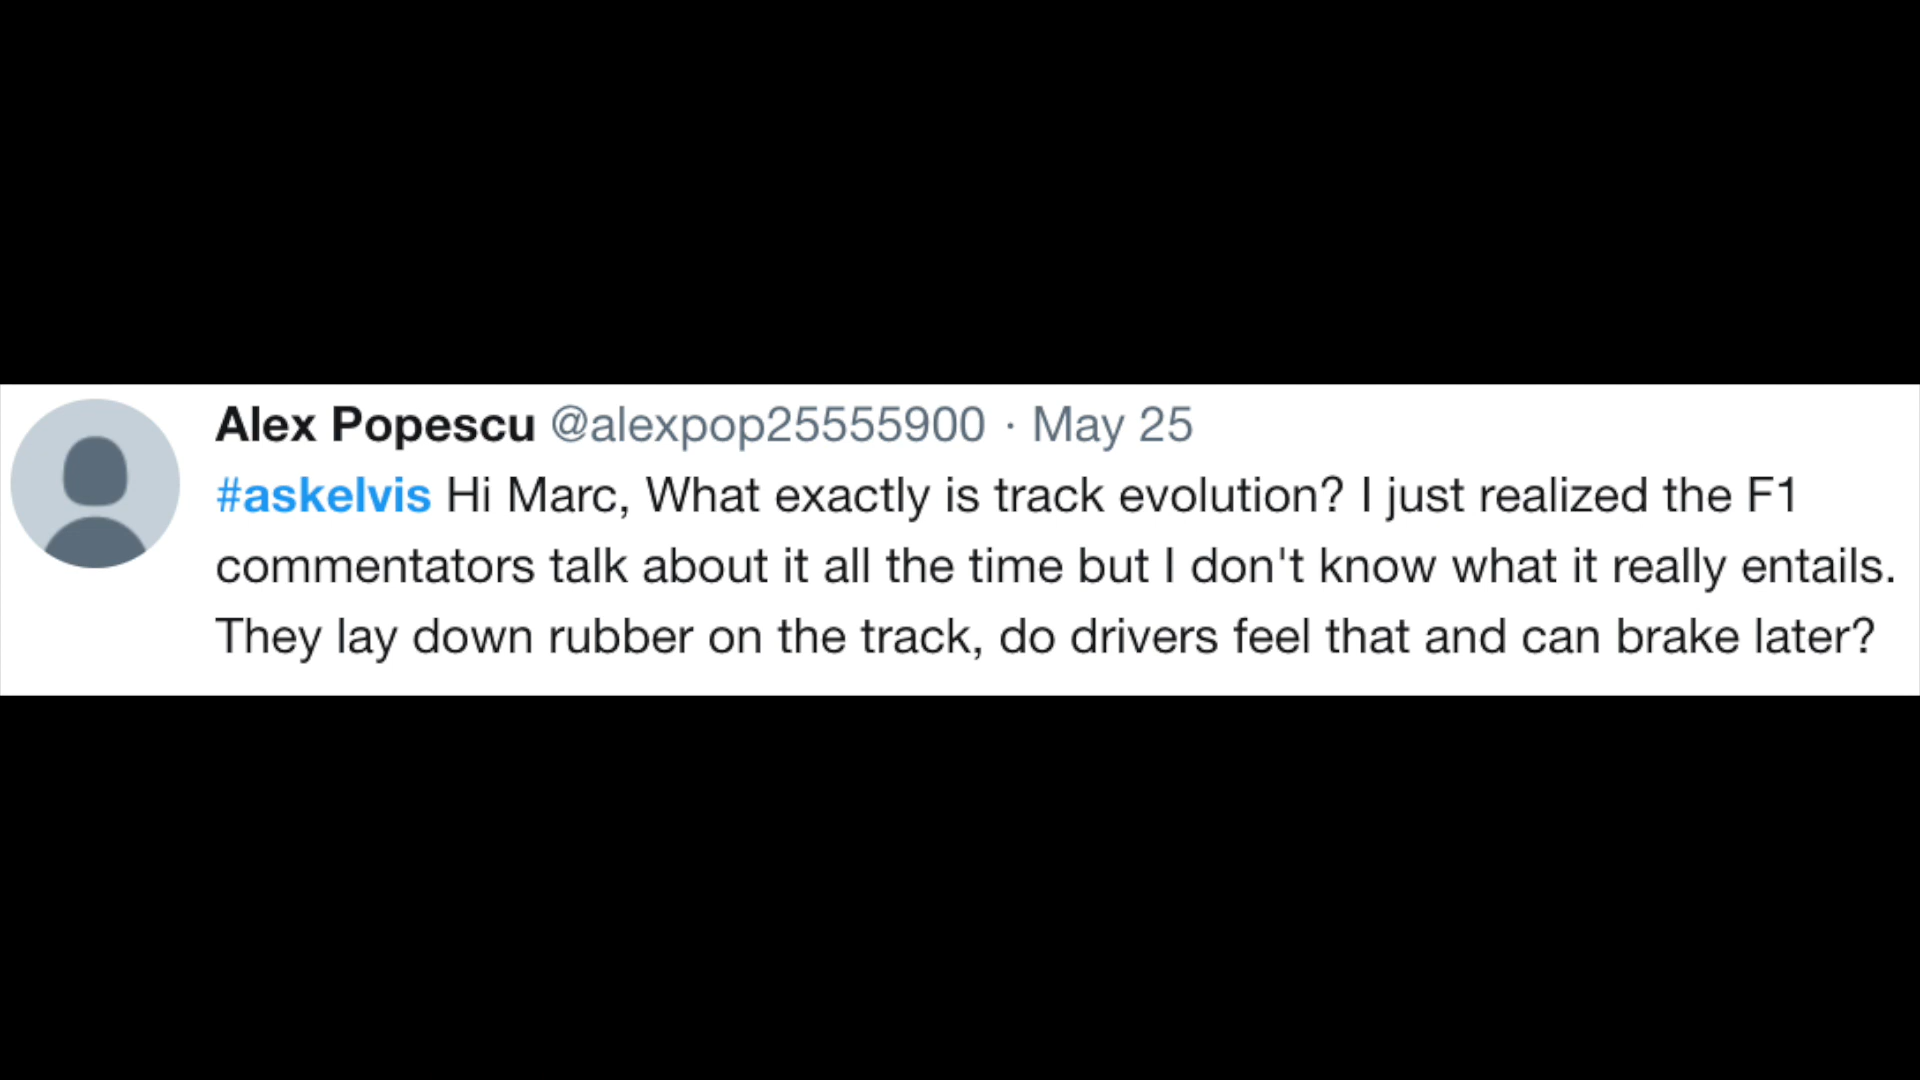 Alex Popescu @alexpop25555900 · May 25
#askelvis Hi Marc, What exactly is track evolution? I just realized the F1
commentators talk about it all the time but I don't know what it really entails.
They lay down rubber on the track, do drivers feel that and can brake later?